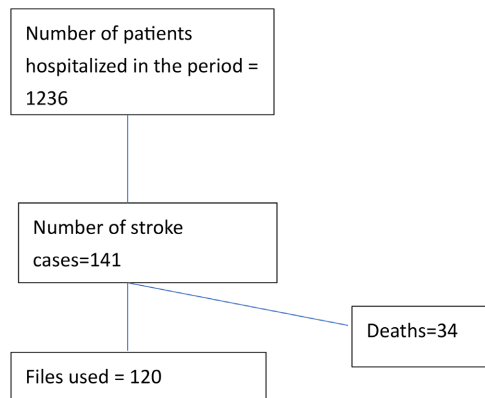 Number of patients
hospitalized in the period =
1236
Number of stroke
cases=141
Deaths=34
Files used = 120